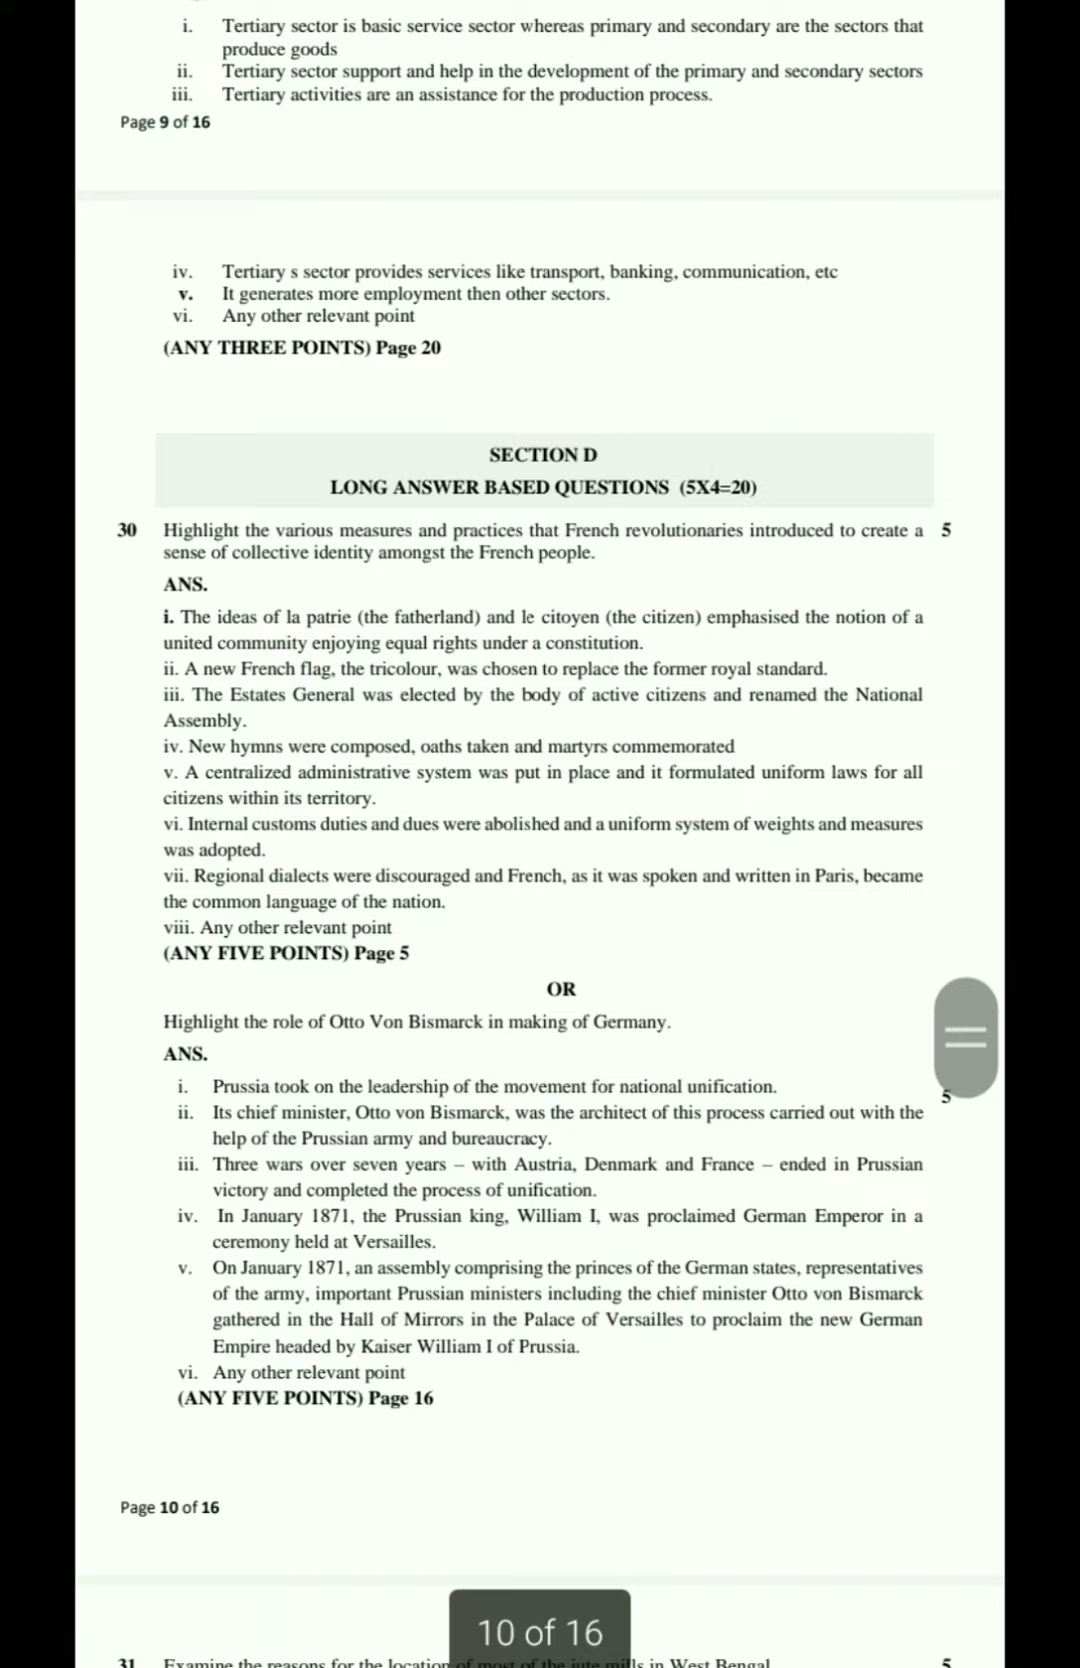 i. Tertiary sector is basic service sector whereas primary and secondary are the sectors that
produce goods
ii. Tertiary sector support and help in the development of the primary and secondary sectors
iii. Tertiary activities are an assistance for the production process.
Page 9 of 16
iv. Tertiary s sector provides services like transport, banking, communication, etc
v. It generates more employment then other sectors.
vi. Any other relevant point
(ANY THREE POINTS) Page 20
SECTION D
LONG ANSWER BASED QUESTIONS (5X4=20)
30 Highlight the various measures and practices that French revolutionaries introduced to create a 5
sense of collective identity amongst the French people.
ANS.
i. The ideas of la patrie (the fatherland) and le citoyen (the citizen) emphasised the notion of a
united community enjoying equal rights under a constitution.
ii. A new French flag, the tricolour, was chosen to replace the former royal standard.
iii. The Estates General was elected by the body of active citizens and renamed the National
Assembly.
iv. New hymns were composed, oaths taken and martyrs commemorated
v. A centralized administrative system was put in place and it formulated uniform laws for all
citizens within its territory.
vi. Internal customs duties and dues were abolished and a uniform system of weights and measures
was adopted.
vii. Regional dialects were discouraged and French, as it was spoken and written in Paris, became
the common language of the nation.
viii. Any other relevant point
(ANY FIVE POINTS) Page 5
OR
Highlight the role of Otto Von Bismarck in making of Germany.
ANS.
i. Prussia took on the leadership of the movement for national unification.
5
ii. Its chief minister, Otto von Bismarck, was the architect of this process carried out with the
help of the Prussian army and bureaucracy.
iii. Three wars over seven years – with Austria, Denmark and France – ended in Prussian
victory and completed the process of unification.
iv. In January 1871, the Prussian king, William I, was proclaimed German Emperor in a
ceremony held at Versailles.
v. On January 1871, an assembly comprising the princes of the German states, representatives
of the army, important Prussian ministers including the chief minister Otto von Bismarck
gathered in the Hall of Mirrors in the Palace of Versailles to proclaim the new German
Empire headed by Kaiser William I of Prussia.
vi. Any other relevant point
(ANY FIVE POINTS) Page 16
Page 10 of 16
10 of 16
31 Examine the reasons for the location of most of the jute mills in West Bengal 5